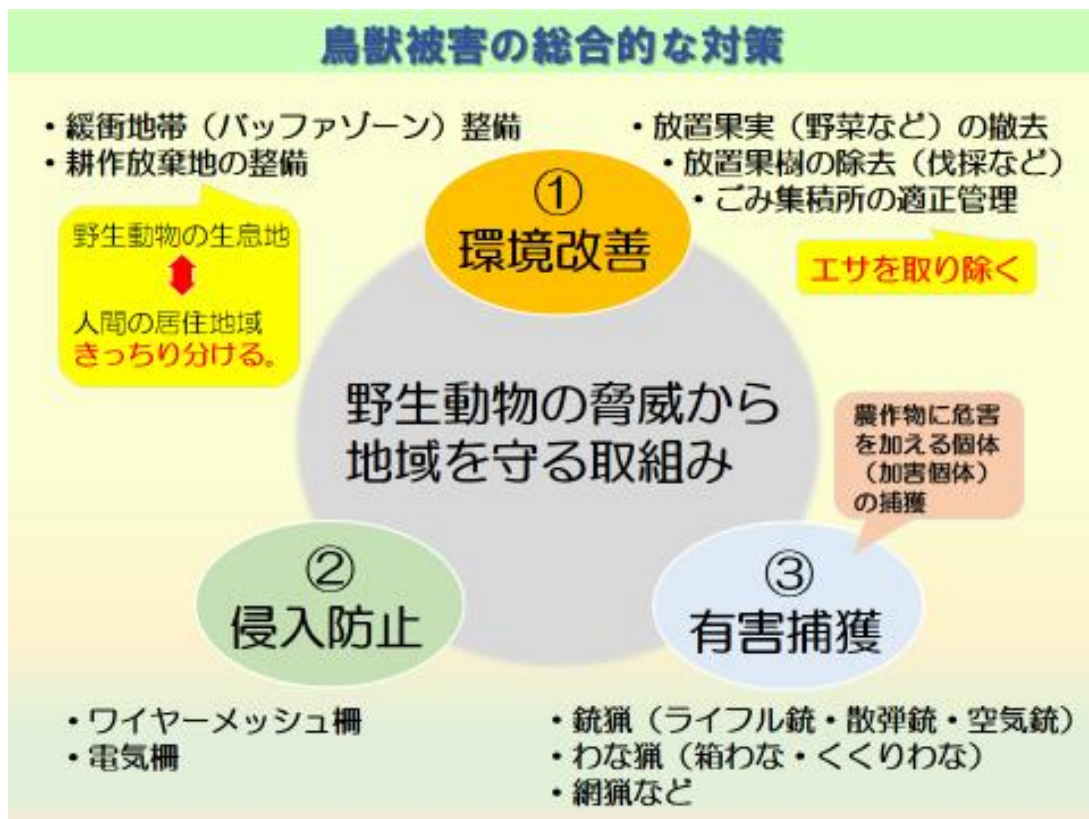 鳥獣被害の総合的な対策
・緩衝地帯（バッファゾーン）整備
・耕作放棄地の整備
野生動物の生息地
人間の居住地域
きっちり分ける。
①
環境改善
・放置果実（野菜など）の撤去
・放置果樹の除去（伐採など）
・ごみ集積所の適正管理
エサを取り除く
野生動物の脅威から
地域を守る取組み
農作物に危害
を加える個体
（加害個体）
の捕獲
②
侵入防止
・ワイヤーメッシュ柵
・電気柵
③
有害捕獲
・銃猟（ライフル銃・散弾銃・空気銃）
・わな猟（箱わな・くくりわな）
・網猟など